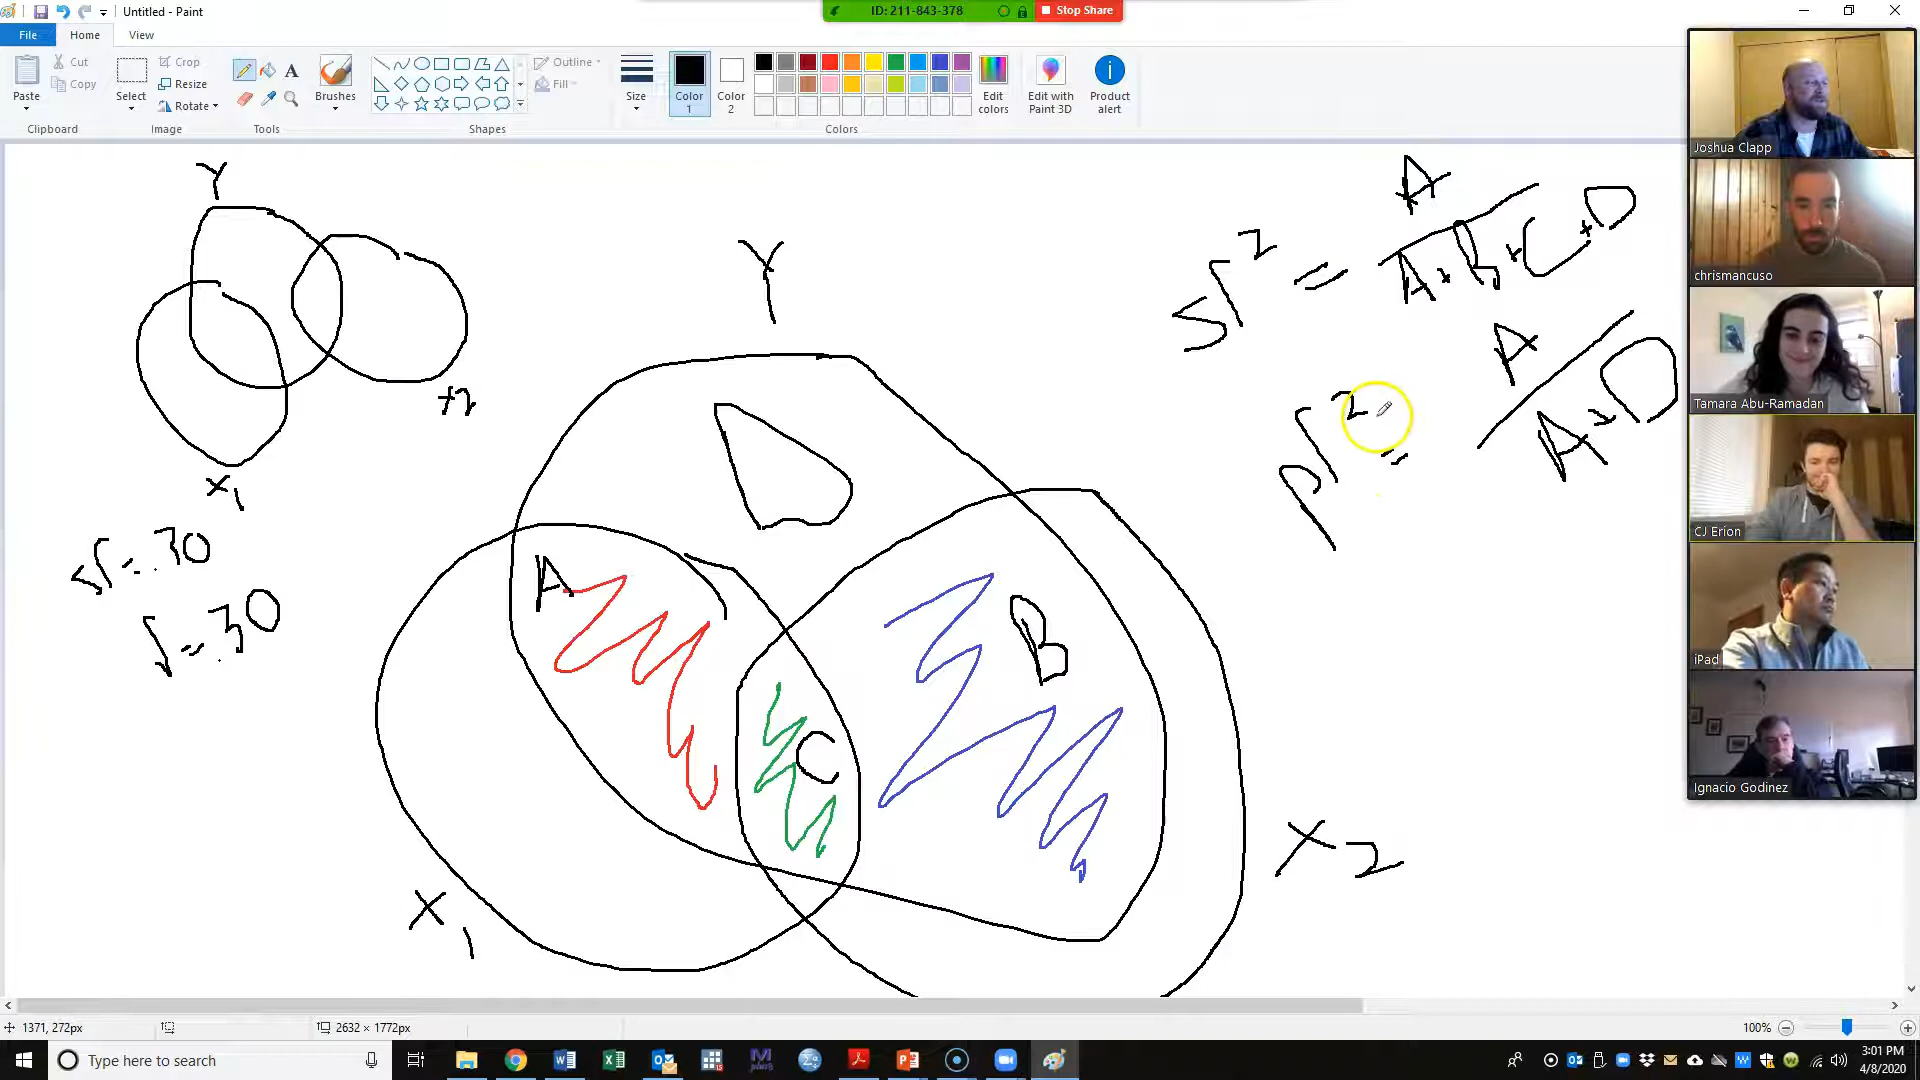 Untitled - Paint
ID: 211-843-378
Stop Share
File
Home
View
Paste
Cut
Copy
Clipboard
Select
Crop
Resize
Rotate
Image
Tools
Brushes
Shapes
Outline
Fill
Size
Color 1
Color 2
Colors
Edit colors
Edit with Paint 3D
Product alert
Y
x2
x1
sr = .30
r = .30
Y
D
A
B
C
X1
X2
sr2 = A
A+B+C+D
pr2 = A
A+D
Joshua Clapp
chrismancuso
Tamara Abu-Ramadan
CJ Erion
iPad
Ignacio Godinez
1371, 272px
2632 × 1772px
100%
Type here to search
3:01 PM
4/8/2020